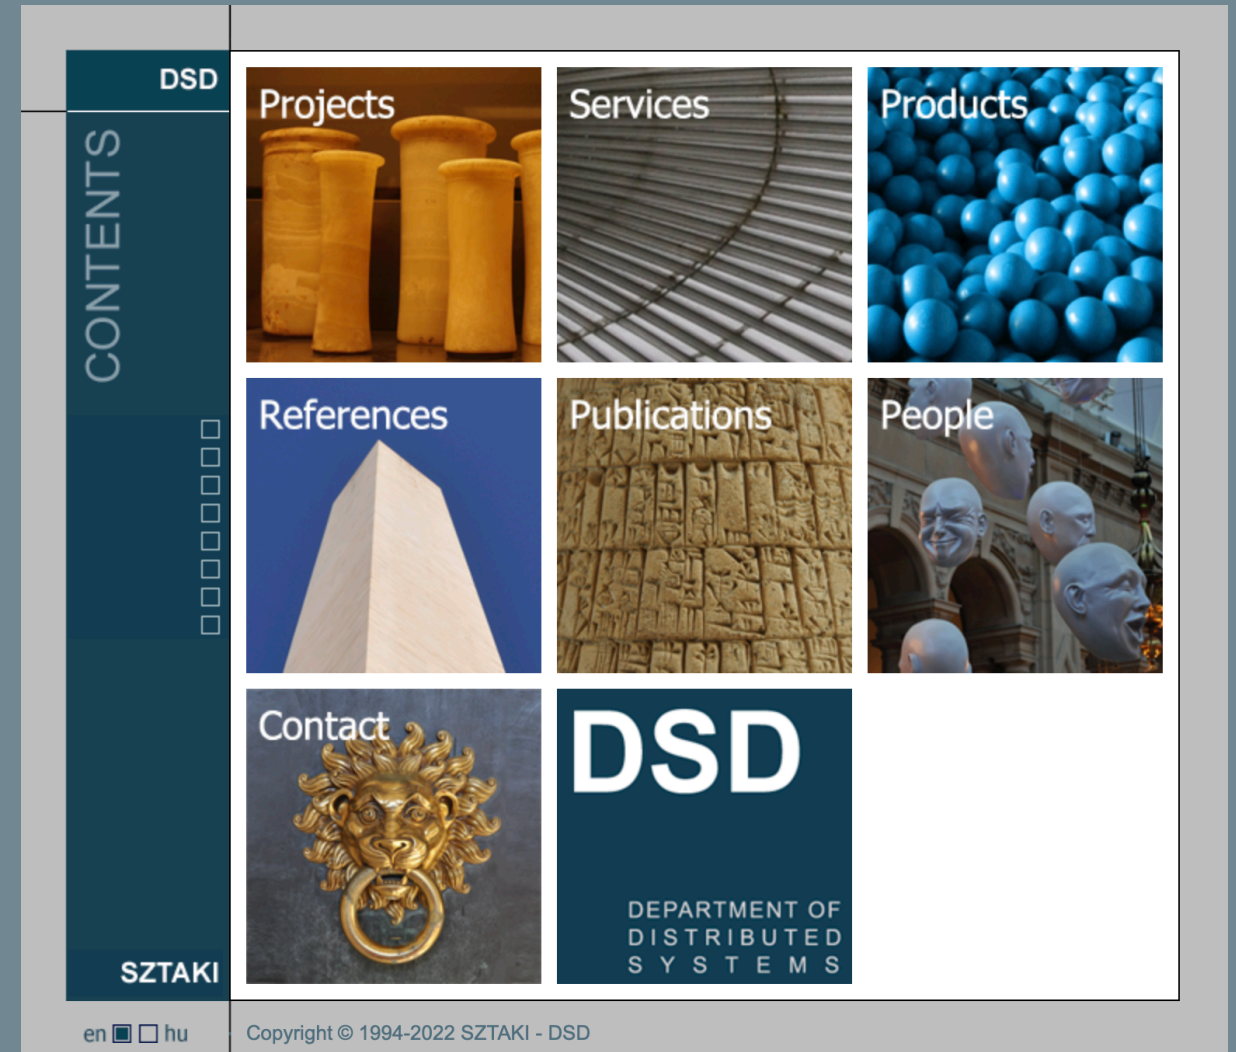 DSD
CONTENTS
Projects
Services
Products
References
Publications
People
Contact
DSD
DEPARTMENT OF
DISTRIBUTED
SYSTEMS
SZTAKI
en hu
Copyright © 1994-2022 SZTAKI - DSD